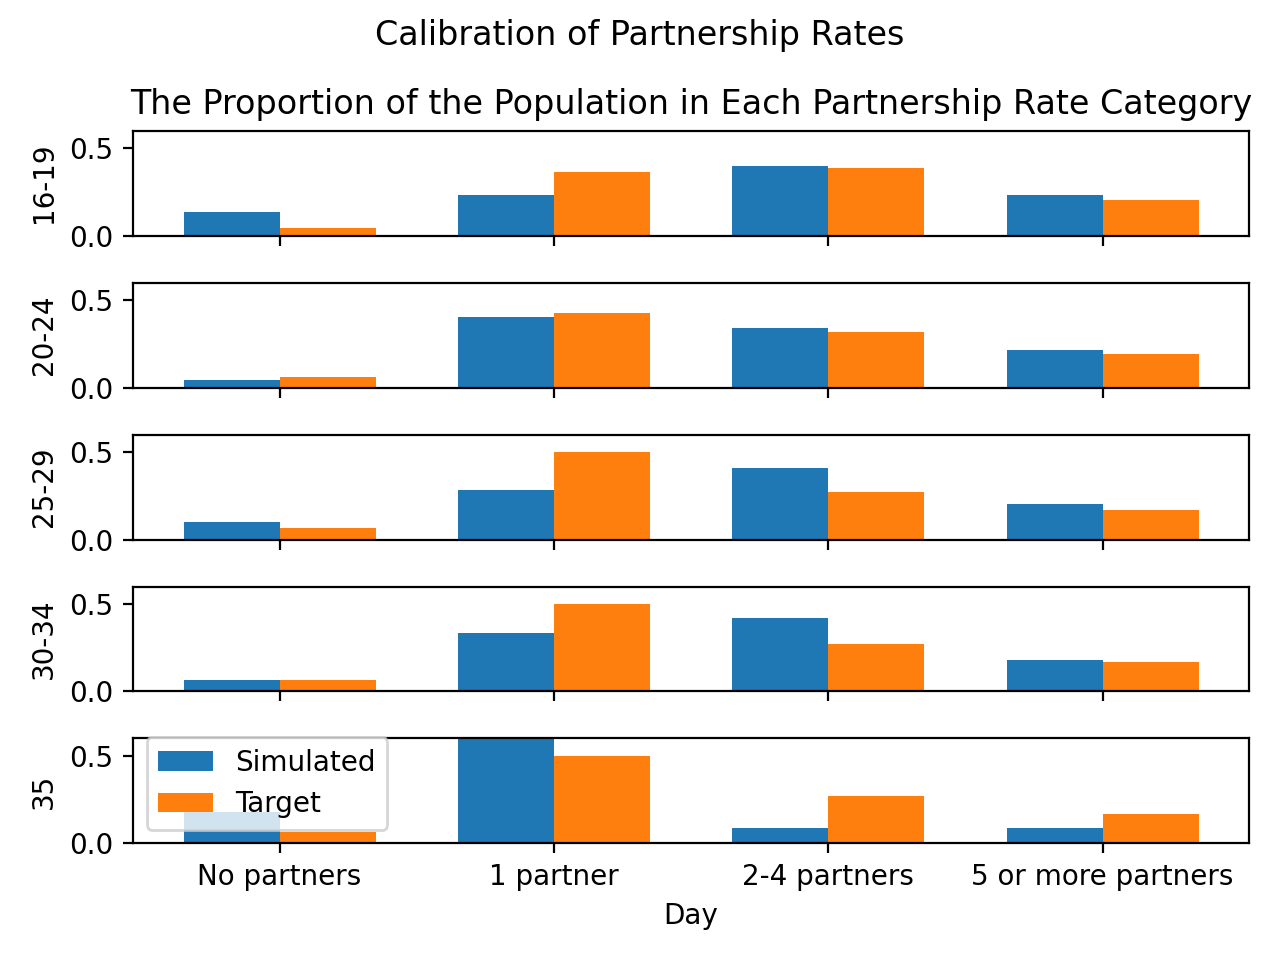 Calibration of Partnership Rates
The Proportion of the Population in Each Partnership Rate Category
0.5
16-19
0.0
0.5
20-24
0.0
0.5
25-29
0.0
0.5
30-34
0.0
Simulated
0.5
35
Target
0.0
No partners 1 partner 2-4 partners 5 or more partners
Day